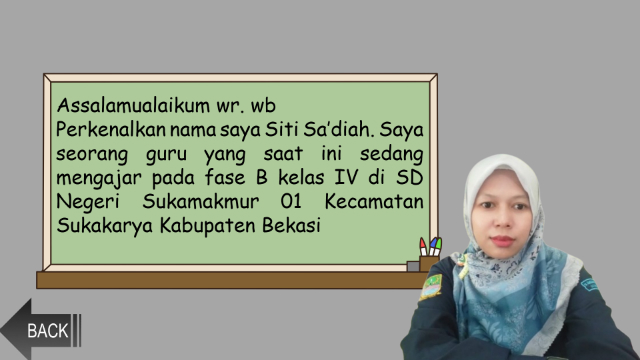 Assalamualaikum wr. wb
Perkenalkan nama saya Siti Sa'diah. Saya
seorang guru yang saat ini sedang
mengajar pada fase B kelas IV di SD
Negeri Sukamakmur 01 Kecamatan
Sukakarya Kabupaten Bekasi
BACK